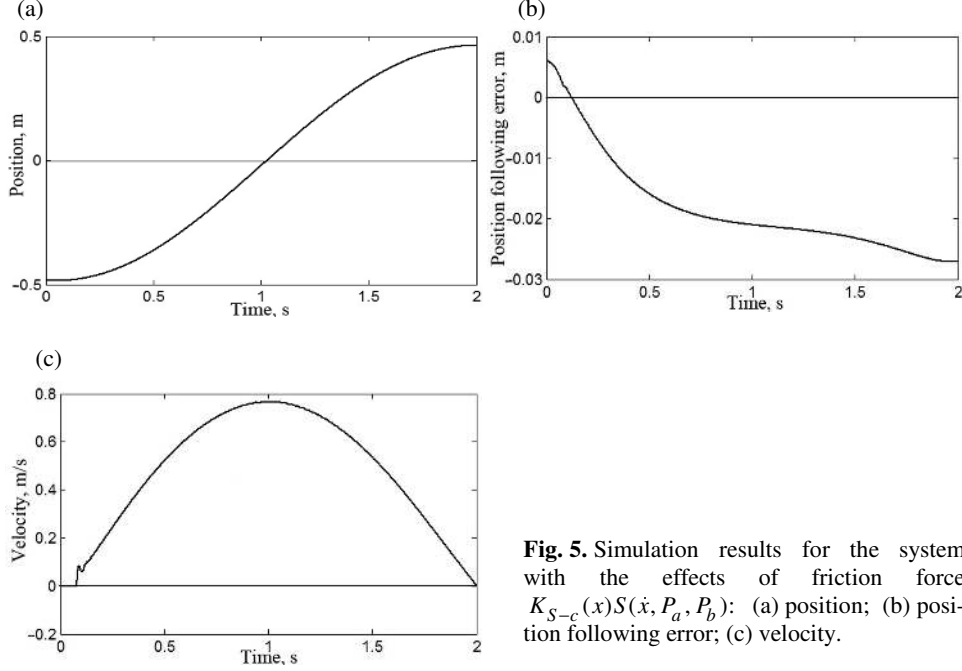 (a)
0.5
0
−0.5
Position, m
0 0.5 1 1.5 2
Time, s
(b)
0.01
0
−0.01
−0.02
−0.03
Position following error, m
0 0.5 1 1.5 2
Time, s
(c)
0.8
0.6
0.4
0.2
0
−0.2
Velocity, m/s
0 0.5 1 1.5 2
Time, s
Fig. 5. Simulation results for the system
with the effects of friction force
K_{S−c}(x)S(ẋ, P_a, P_b): (a) position; (b) posi-
tion following error; (c) velocity.